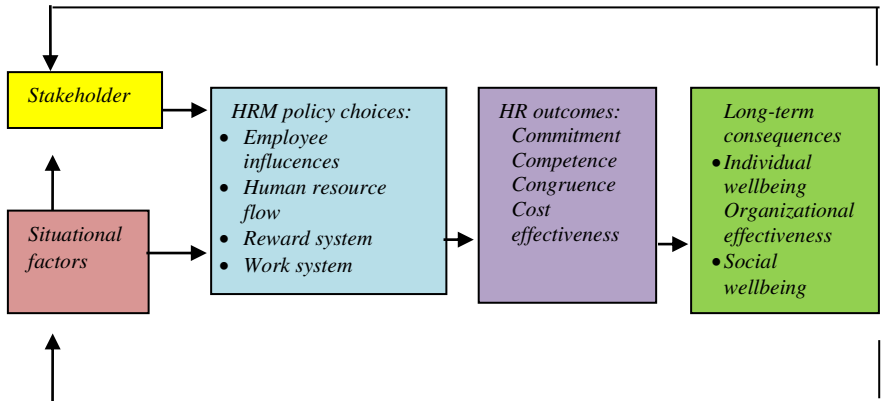 Stakeholder
Situational
factors
HRM policy choices:
• Employee
influcences
• Human resource
flow
• Reward system
• Work system
HR outcomes:
Commitment
Competence
Congruence
Cost
effectiveness
Long-term
consequences
• Individual
wellbeing
Organizational
effectiveness
• Social
wellbeing